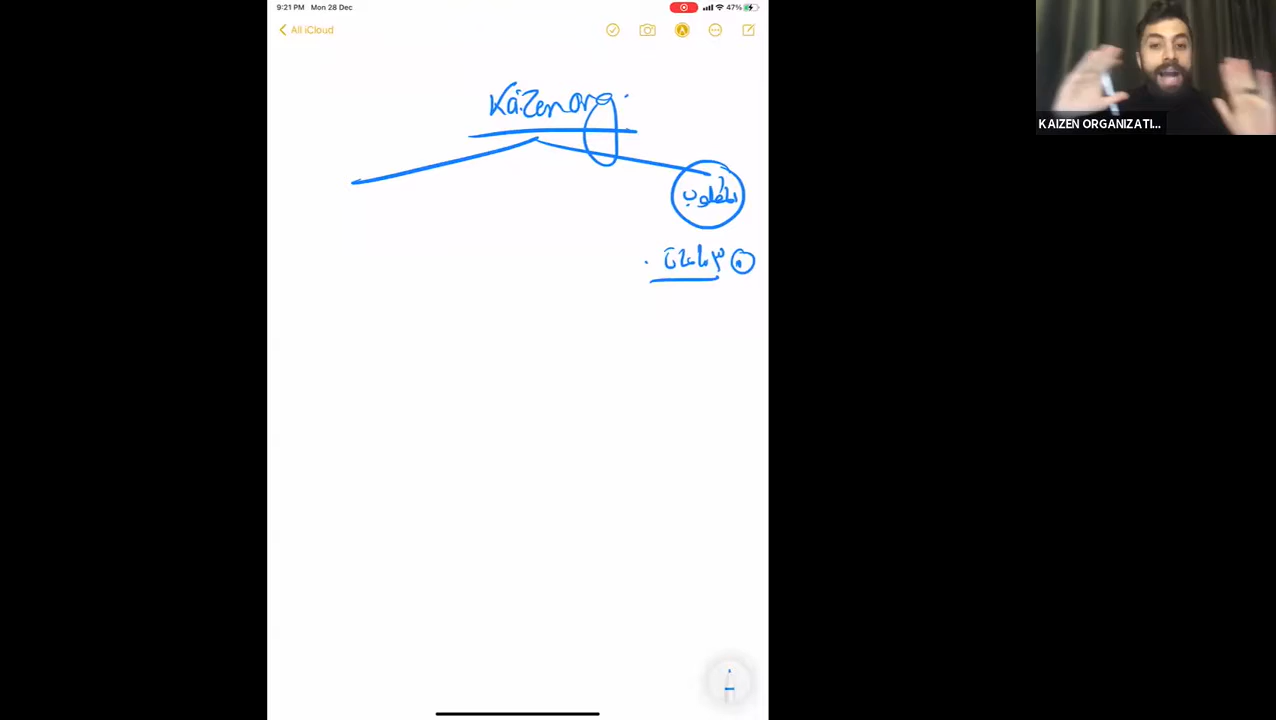 9:21 PM Mon 28 Dec
47%
All iCloud
Kaizen org.
المطلوب
٣ ساعات
KAIZEN ORGANIZATI...